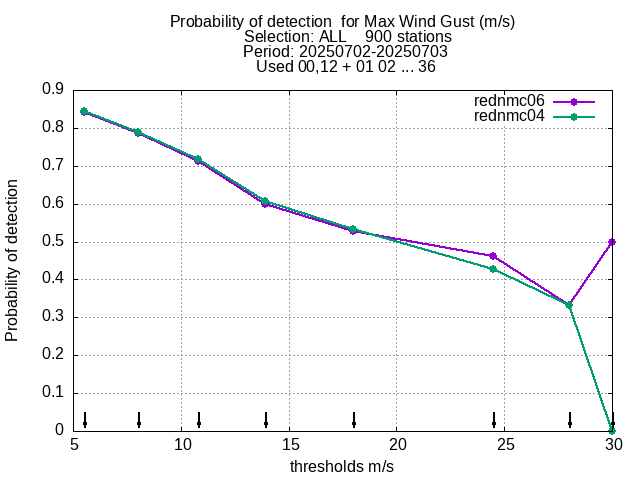 Probability of detection  for Max Wind Gust (m/s)
Selection: ALL    900 stations
Period: 20250702-20250703
Used 00,12 + 01 02 ... 36
rednmc06
rednmc04
Probability of detection
0.9
0.8
0.7
0.6
0.5
0.4
0.3
0.2
0.1
0
5 10 15 20 25 30
thresholds m/s